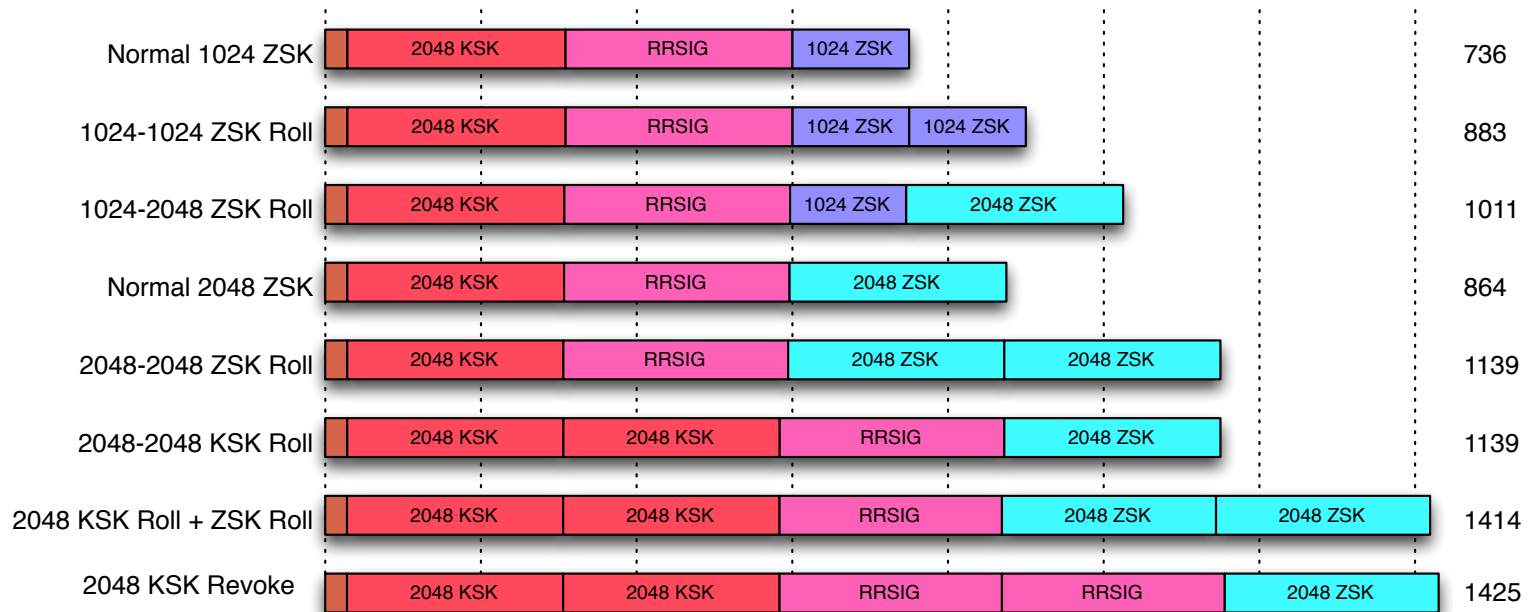 Normal 1024 ZSK 2048 KSK RRSIG 1024 ZSK 736
1024-1024 ZSK Roll 2048 KSK RRSIG 1024 ZSK 1024 ZSK 883
1024-2048 ZSK Roll 2048 KSK RRSIG 1024 ZSK 2048 ZSK 1011
Normal 2048 ZSK 2048 KSK RRSIG 2048 ZSK 864
2048-2048 ZSK Roll 2048 KSK RRSIG 2048 ZSK 2048 ZSK 1139
2048-2048 KSK Roll 2048 KSK 2048 KSK RRSIG 2048 ZSK 1139
2048 KSK Roll + ZSK Roll 2048 KSK 2048 KSK RRSIG 2048 ZSK 2048 ZSK 1414
2048 KSK Revoke 2048 KSK 2048 KSK RRSIG RRSIG 2048 ZSK 1425